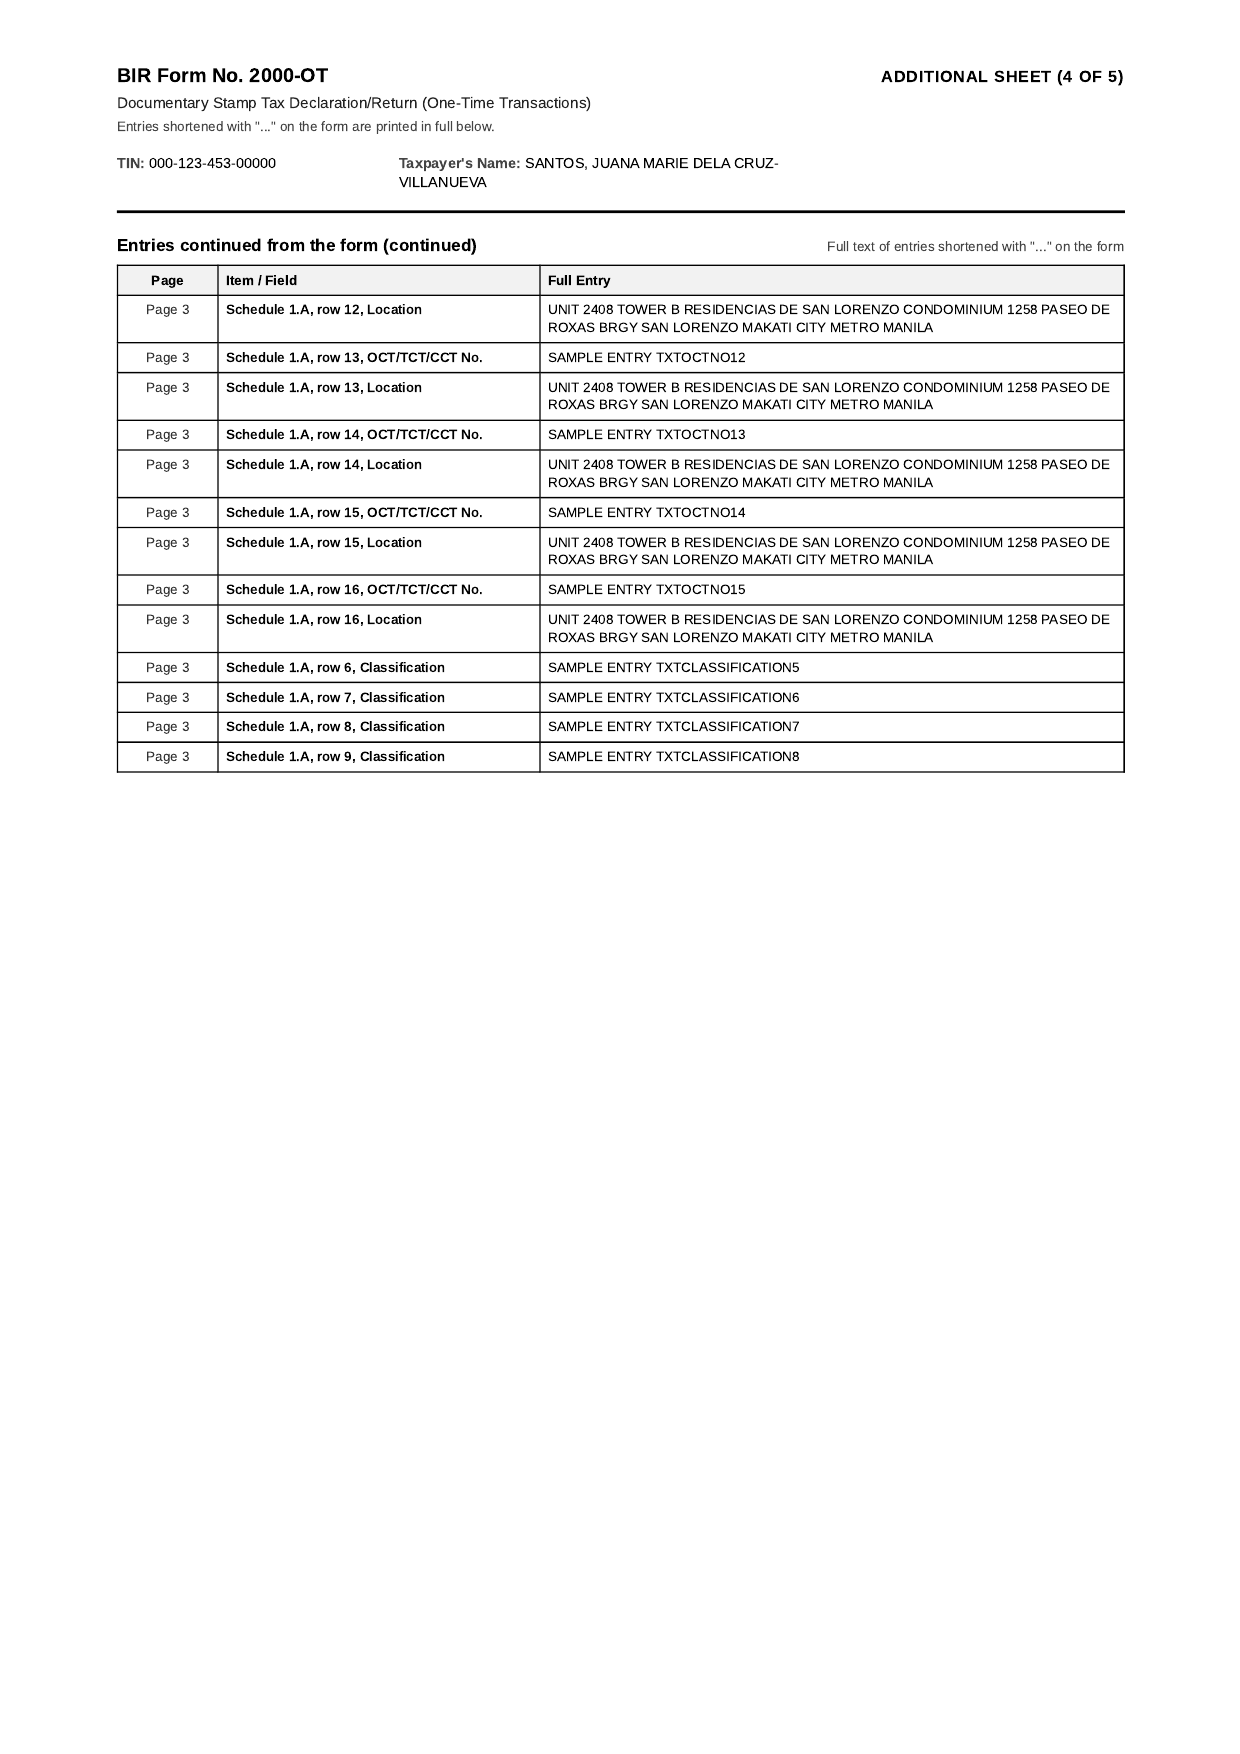 BIR Form No. 2000-OT
ADDITIONAL SHEET (4 OF 5)
Documentary Stamp Tax Declaration/Return (One-Time Transactions)
Entries shortened with "..." on the form are printed in full below.
TIN: 000-123-453-00000
Taxpayer's Name: SANTOS, JUANA MARIE DELA CRUZ-
VILLANUEVA
Entries continued from the form (continued)
Full text of entries shortened with "..." on the form
Page Item / Field Full Entry
Page 3 Schedule 1.A, row 12, Location UNIT 2408 TOWER B RESIDENCIAS DE SAN LORENZO CONDOMINIUM 1258 PASEO DE
ROXAS BRGY SAN LORENZO MAKATI CITY METRO MANILA
Page 3 Schedule 1.A, row 13, OCT/TCT/CCT No. SAMPLE ENTRY TXTOCTNO12
Page 3 Schedule 1.A, row 13, Location UNIT 2408 TOWER B RESIDENCIAS DE SAN LORENZO CONDOMINIUM 1258 PASEO DE
ROXAS BRGY SAN LORENZO MAKATI CITY METRO MANILA
Page 3 Schedule 1.A, row 14, OCT/TCT/CCT No. SAMPLE ENTRY TXTOCTNO13
Page 3 Schedule 1.A, row 14, Location UNIT 2408 TOWER B RESIDENCIAS DE SAN LORENZO CONDOMINIUM 1258 PASEO DE
ROXAS BRGY SAN LORENZO MAKATI CITY METRO MANILA
Page 3 Schedule 1.A, row 15, OCT/TCT/CCT No. SAMPLE ENTRY TXTOCTNO14
Page 3 Schedule 1.A, row 15, Location UNIT 2408 TOWER B RESIDENCIAS DE SAN LORENZO CONDOMINIUM 1258 PASEO DE
ROXAS BRGY SAN LORENZO MAKATI CITY METRO MANILA
Page 3 Schedule 1.A, row 16, OCT/TCT/CCT No. SAMPLE ENTRY TXTOCTNO15
Page 3 Schedule 1.A, row 16, Location UNIT 2408 TOWER B RESIDENCIAS DE SAN LORENZO CONDOMINIUM 1258 PASEO DE
ROXAS BRGY SAN LORENZO MAKATI CITY METRO MANILA
Page 3 Schedule 1.A, row 6, Classification SAMPLE ENTRY TXTCLASSIFICATION5
Page 3 Schedule 1.A, row 7, Classification SAMPLE ENTRY TXTCLASSIFICATION6
Page 3 Schedule 1.A, row 8, Classification SAMPLE ENTRY TXTCLASSIFICATION7
Page 3 Schedule 1.A, row 9, Classification SAMPLE ENTRY TXTCLASSIFICATION8